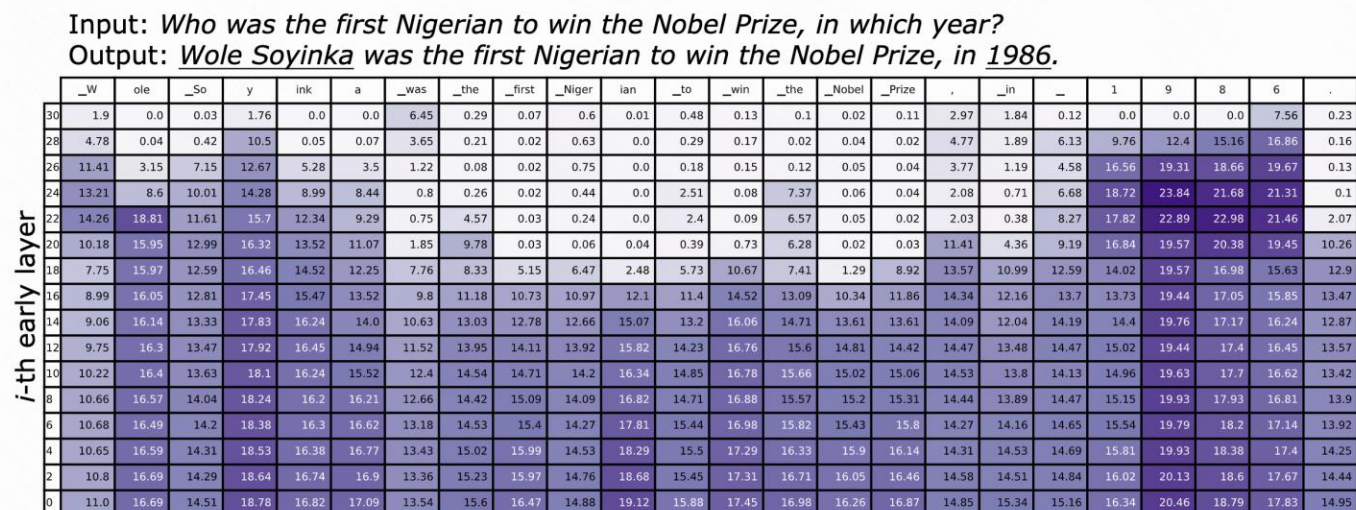 Input: Who was the first Nigerian to win the Nobel Prize, in which year?
Output: Wole Soyinka was the first Nigerian to win the Nobel Prize, in 1986.
_W ole _So y ink a _was _the _first _Niger ian _to _win _the _Nobel _Prize , _in _ 1 9 8 6 .
30 1.9 0.0 0.03 1.76 0.0 0.0 6.45 0.29 0.07 0.6 0.01 0.48 0.13 0.1 0.02 0.11 2.97 1.84 0.12 0.0 0.0 0.0 7.56 0.23
28 4.78 0.04 0.42 10.5 0.05 0.07 3.65 0.21 0.02 0.63 0.0 0.29 0.17 0.02 0.04 0.02 4.77 1.89 6.13 9.76 12.4 15.16 16.86 0.16
26 11.41 3.15 7.15 12.67 5.28 3.5 1.22 0.08 0.02 0.75 0.0 0.18 0.15 0.12 0.05 0.04 3.77 1.19 4.58 16.56 19.31 18.66 19.67 0.13
24 13.21 8.6 10.01 14.28 8.99 8.44 0.8 0.26 0.02 0.44 0.0 2.51 0.08 7.37 0.06 0.04 2.08 0.71 6.68 18.72 23.84 21.68 21.31 0.1
22 14.26 18.81 11.61 15.7 12.34 9.29 0.75 4.57 0.03 0.24 0.0 2.4 0.09 6.57 0.05 0.02 2.03 0.38 8.27 17.82 22.89 22.98 21.46 2.07
20 10.18 15.95 12.99 16.32 13.52 11.07 1.85 9.78 0.03 0.06 0.04 0.39 0.73 6.28 0.02 0.03 11.41 4.36 9.19 16.84 19.57 20.38 19.45 10.26
18 7.75 15.97 12.59 16.46 14.52 12.25 7.76 8.33 5.15 6.47 2.48 5.73 10.67 7.41 1.29 8.92 13.57 10.99 12.59 14.02 19.57 16.98 15.63 12.9
16 8.99 16.05 12.81 17.45 15.47 13.52 9.8 11.18 10.73 10.97 12.1 11.4 14.52 13.09 10.34 11.86 14.34 12.16 13.7 13.73 19.44 17.05 15.85 13.47
14 9.06 16.14 13.33 17.83 16.24 14.0 10.63 13.03 12.78 12.66 15.07 13.2 16.06 14.71 13.61 13.61 14.09 12.04 14.19 14.4 19.76 17.17 16.24 12.87
12 9.75 16.3 13.47 17.92 16.45 14.94 11.52 13.95 14.11 13.92 15.82 14.23 16.76 15.6 14.81 14.42 14.47 13.48 14.47 15.02 19.44 17.4 16.45 13.57
10 10.22 16.4 13.63 18.1 16.24 15.52 12.4 14.54 14.71 14.2 16.34 14.85 16.78 15.66 15.02 15.06 14.53 13.8 14.13 14.96 19.63 17.7 16.62 13.42
8 10.66 16.57 14.04 18.24 16.2 16.21 12.66 14.42 15.09 14.09 16.82 14.71 16.88 15.57 15.2 15.31 14.44 13.89 14.47 15.15 19.93 17.93 16.81 13.9
6 10.68 16.49 14.2 18.38 16.3 16.62 13.18 14.53 15.4 14.27 17.81 15.44 16.98 15.82 15.43 15.8 14.27 14.16 14.65 15.54 19.79 18.2 17.14 13.92
4 10.65 16.59 14.31 18.53 16.38 16.77 13.43 15.02 15.99 14.53 18.29 15.5 17.29 16.33 15.9 16.14 14.31 14.53 14.69 15.81 19.93 18.38 17.4 14.25
2 10.8 16.69 14.29 18.64 16.74 16.9 13.36 15.23 15.97 14.76 18.68 15.45 17.31 16.71 16.05 16.46 14.58 14.51 14.84 16.02 20.13 18.6 17.67 14.44
0 11.0 16.69 14.51 18.78 16.82 17.09 13.54 15.6 16.47 14.88 19.12 15.88 17.45 16.98 16.26 16.87 14.85 15.34 15.16 16.34 20.46 18.79 17.83 14.95
i-th early layer